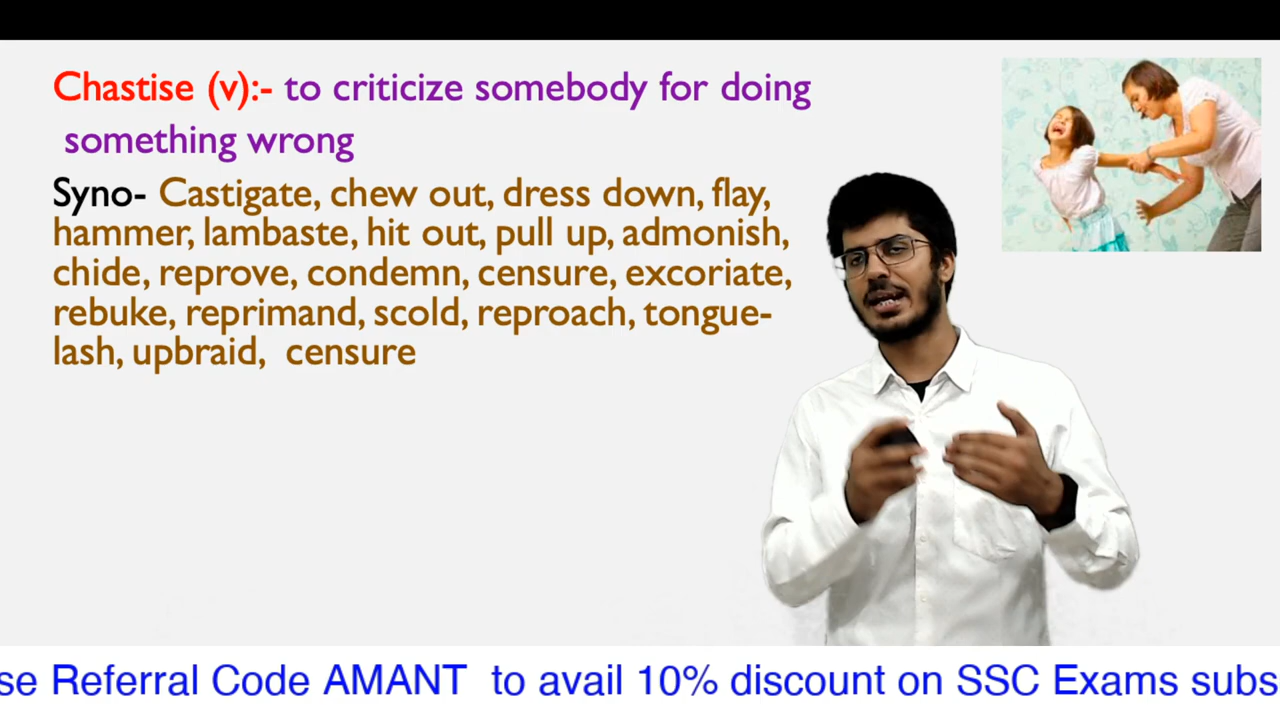 Chastise (v):- to criticize somebody for doing
something wrong
Syno- Castigate, chew out, dress down, flay,
hammer, lambaste, hit out, pull up, admonish,
chide, reprove, condemn, censure, excoriate,
rebuke, reprimand, scold, reproach, tongue-
lash, upbraid, censure
se Referral Code AMANT to avail 10% discount on SSC Exams subs